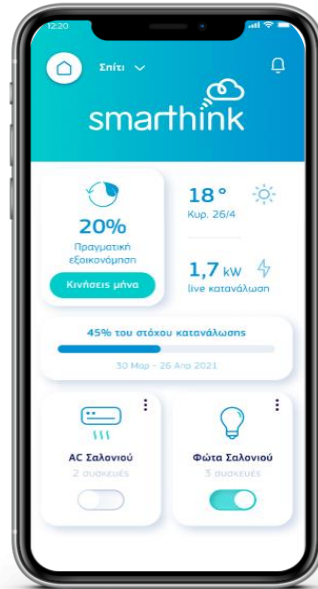 12:20
Σπίτι
smarthink
20%
Πραγματική
εξοικονόμηση
Κινήσεις μήνα
18°
Κυρ. 26/4
1,7 kW
live κατανάλωση
45% του στόχου κατανάλωσης
30 Μαρ - 26 Απρ 2021
AC Σαλονιού
2 συσκευές
Φώτα Σαλονιού
3 συσκευές